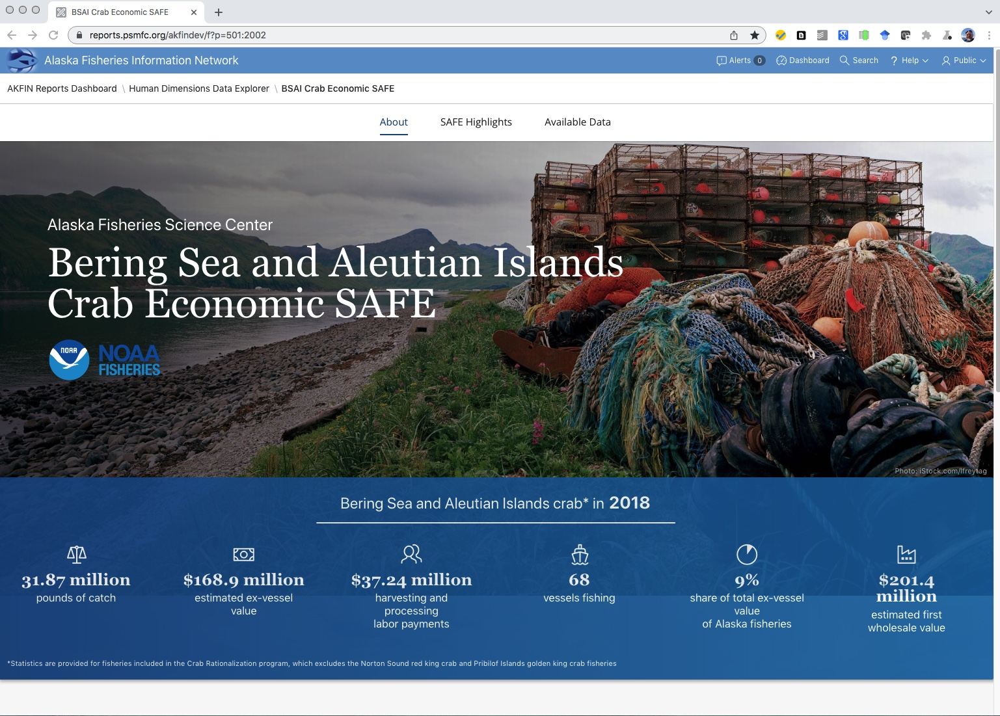 BSAI Crab Economic SAFE
reports.psmfc.org/akfindev/f?p=501:2002
Alaska Fisheries Information Network
Alerts 0 Dashboard Search Help Public
AKFIN Reports Dashboard \ Human Dimensions Data Explorer \ BSAI Crab Economic SAFE
About SAFE Highlights Available Data
Alaska Fisheries Science Center
Bering Sea and Aleutian Islands
Crab Economic SAFE
NOAA
NOAA
FISHERIES
Photo: iStock.com/lfreytag
Bering Sea and Aleutian Islands crab* in 2018
31.87 million
pounds of catch
$168.9 million
estimated ex-vessel
value
$37.24 million
harvesting and
processing
labor payments
68
vessels fishing
9%
share of total ex-vessel
value
of Alaska fisheries
$201.4
million
estimated first
wholesale value
*Statistics are provided for fisheries included in the Crab Rationalization program, which excludes the Norton Sound red king crab and Pribilof Islands golden king crab fisheries